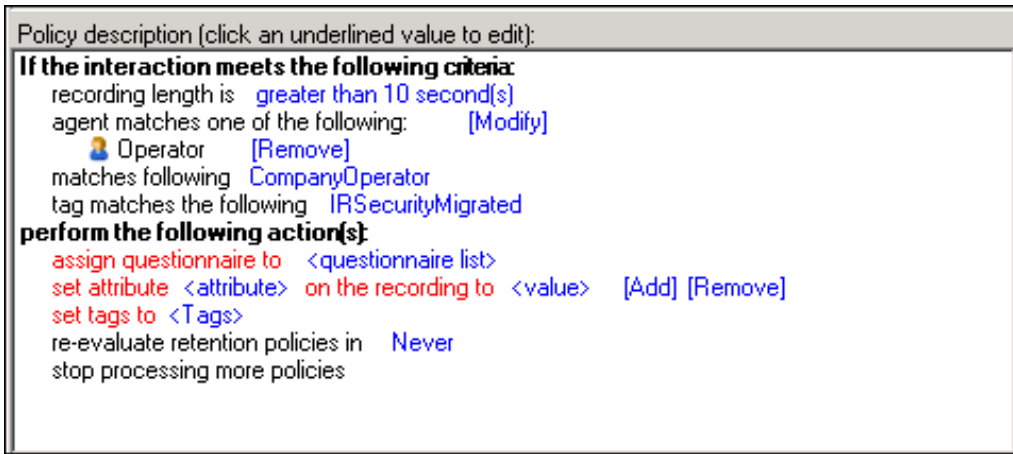 Policy description (click an underlined value to edit):
If the interaction meets the following criteria:
recording length is greater than 10 second(s)
agent matches one of the following: [Modify]
Operator [Remove]
matches following CompanyOperator
tag matches the following IRSecurityMigrated
perform the following action(s):
assign questionnaire to <questionnaire list>
set attribute <attribute> on the recording to <value> [Add] [Remove]
set tags to <Tags>
re-evaluate retention policies in Never
stop processing more policies